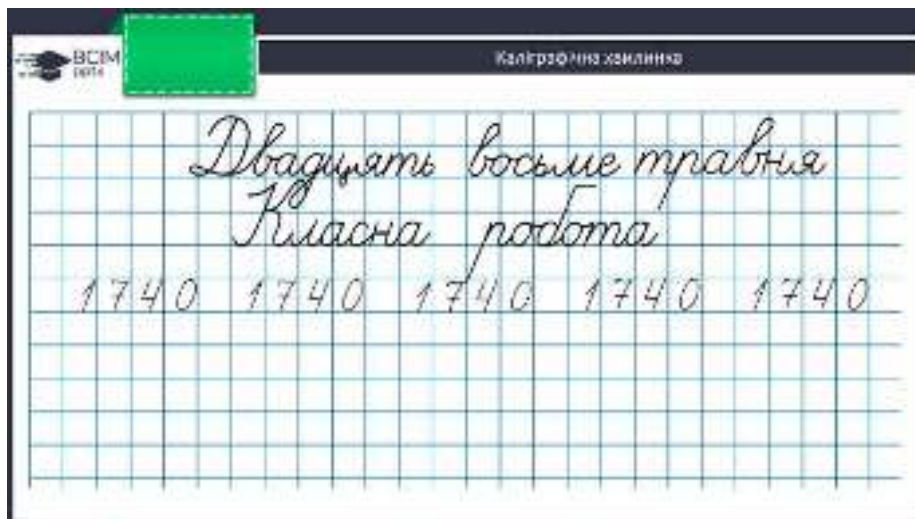 ВСІМ
Каліграфічна хвилинка
Двадцять восьме травня
Класна робота
1740 1740 1740 1740 1740